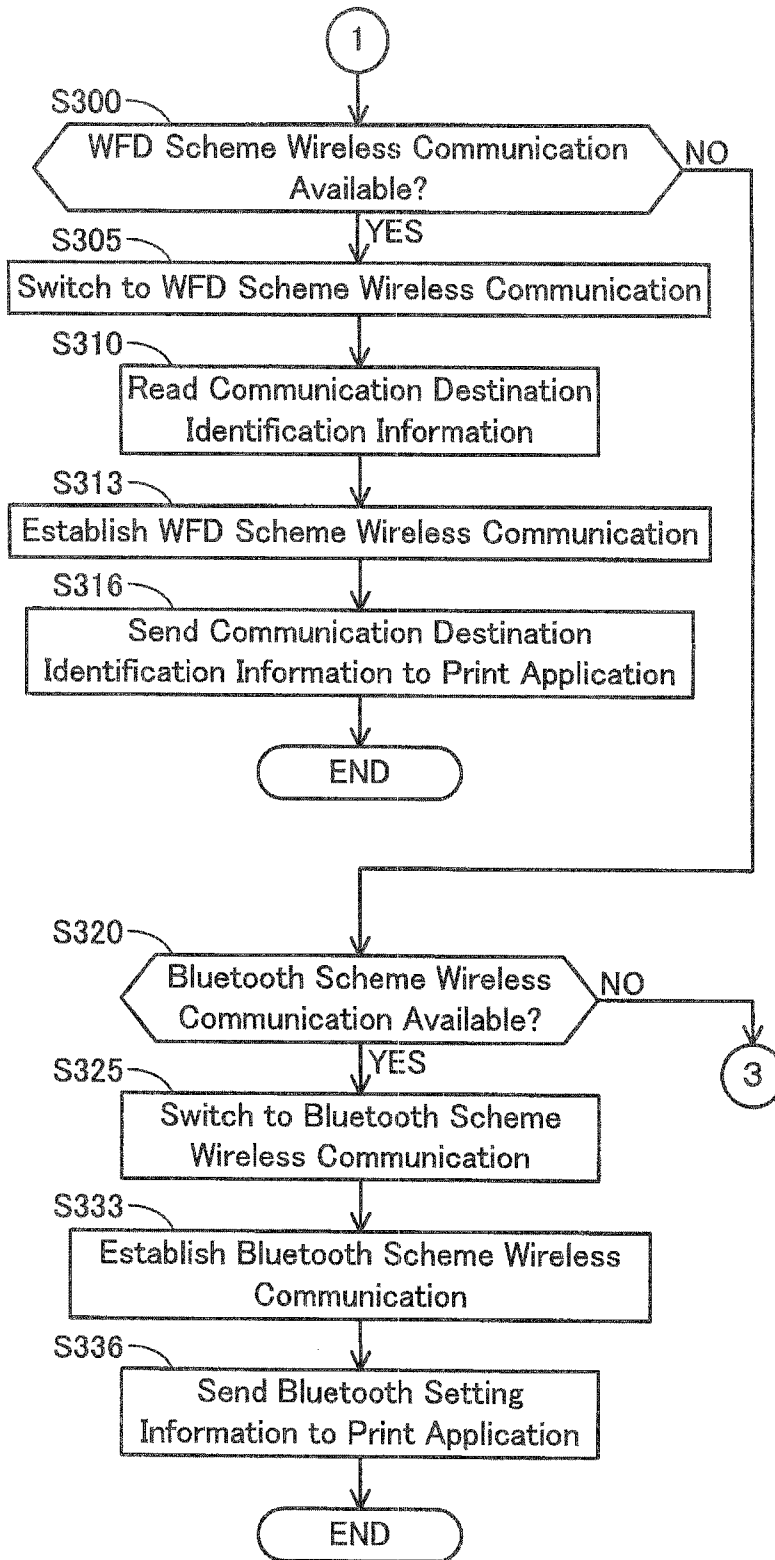 1
S300
WFD Scheme Wireless Communication
Available?
NO
YES
S305
Switch to WFD Scheme Wireless Communication
S310
Read Communication Destination
Identification Information
S313
Establish WFD Scheme Wireless Communication
S316
Send Communication Destination
Identification Information to Print Application
END
S320
Bluetooth Scheme Wireless
Communication Available?
NO
3
YES
S325
Switch to Bluetooth Scheme
Wireless Communication
S333
Establish Bluetooth Scheme Wireless
Communication
S336
Send Bluetooth Setting
Information to Print Application
END